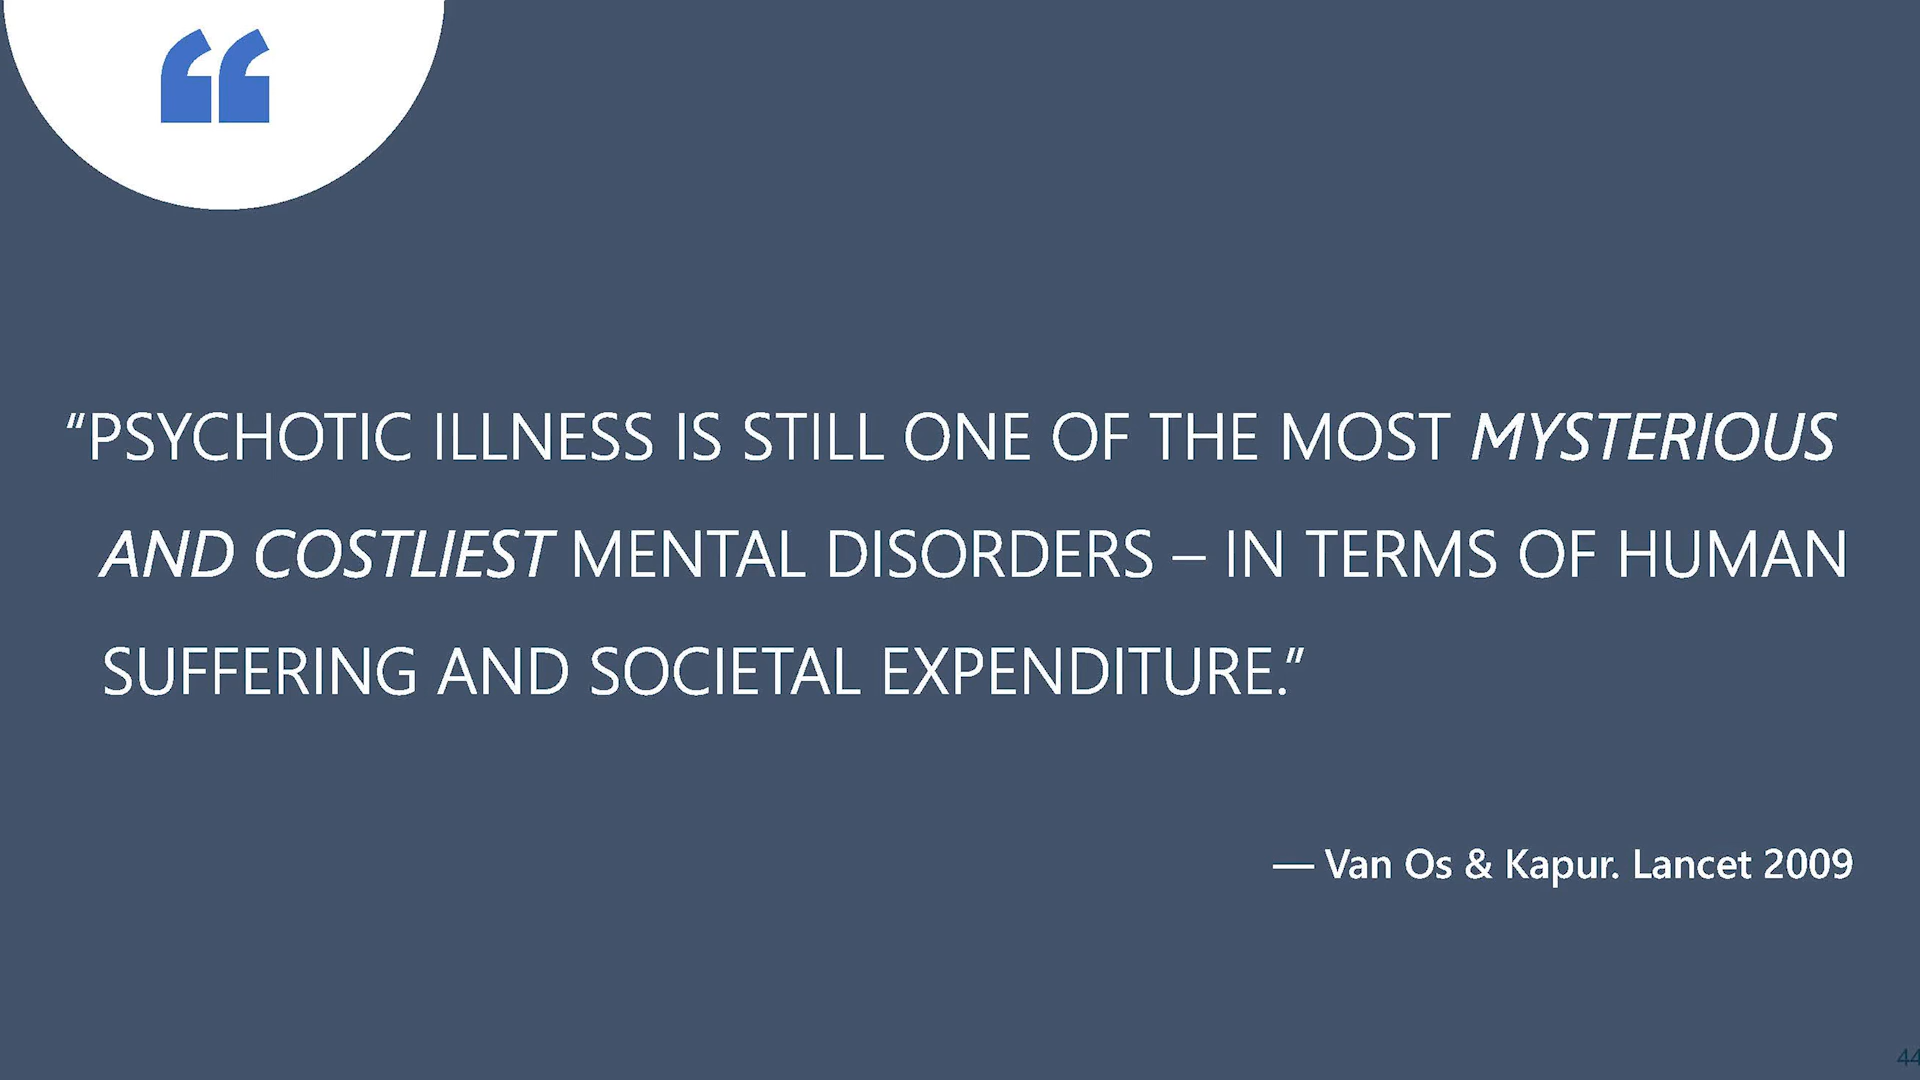 “PSYCHOTIC ILLNESS IS STILL ONE OF THE MOST MYSTERIOUS
AND COSTLIEST MENTAL DISORDERS – IN TERMS OF HUMAN
SUFFERING AND SOCIETAL EXPENDITURE.”
— Van Os & Kapur. Lancet 2009
44